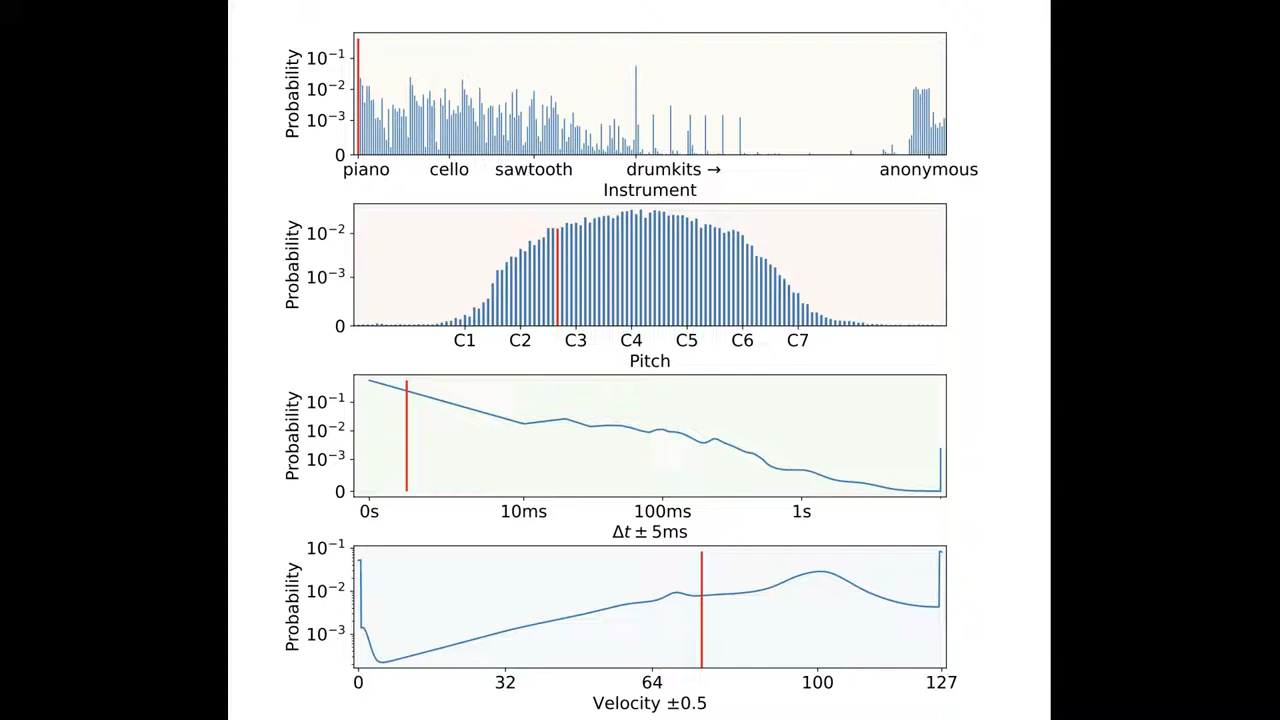 Probability
10⁻¹
10⁻²
10⁻³
0
piano cello sawtooth drumkits → anonymous
Instrument
Probability
10⁻²
10⁻³
0
C1 C2 C3 C4 C5 C6 C7
Pitch
Probability
10⁻¹
10⁻²
10⁻³
0
0s 10ms 100ms 1s
Δt ± 5ms
Probability
10⁻¹
10⁻²
10⁻³
0 32 64 100 127
Velocity ±0.5